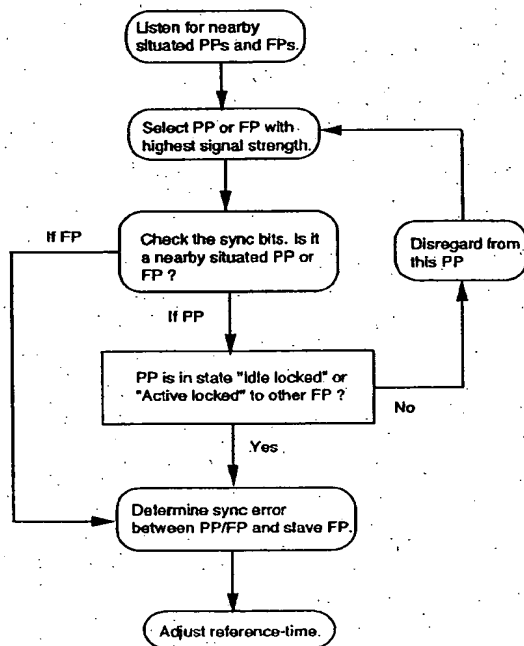 Listen for nearby
situated PPs and FPs.
Select PP or FP with
highest signal strength.
If FP
Check the sync bits. Is it
a nearby situated PP or
FP ?
Disregard from
this PP
If PP
PP is in state "Idle locked" or
"Active locked" to other FP ?
No
Yes
Determine sync error
between PP/FP and slave FP.
Adjust reference-time.